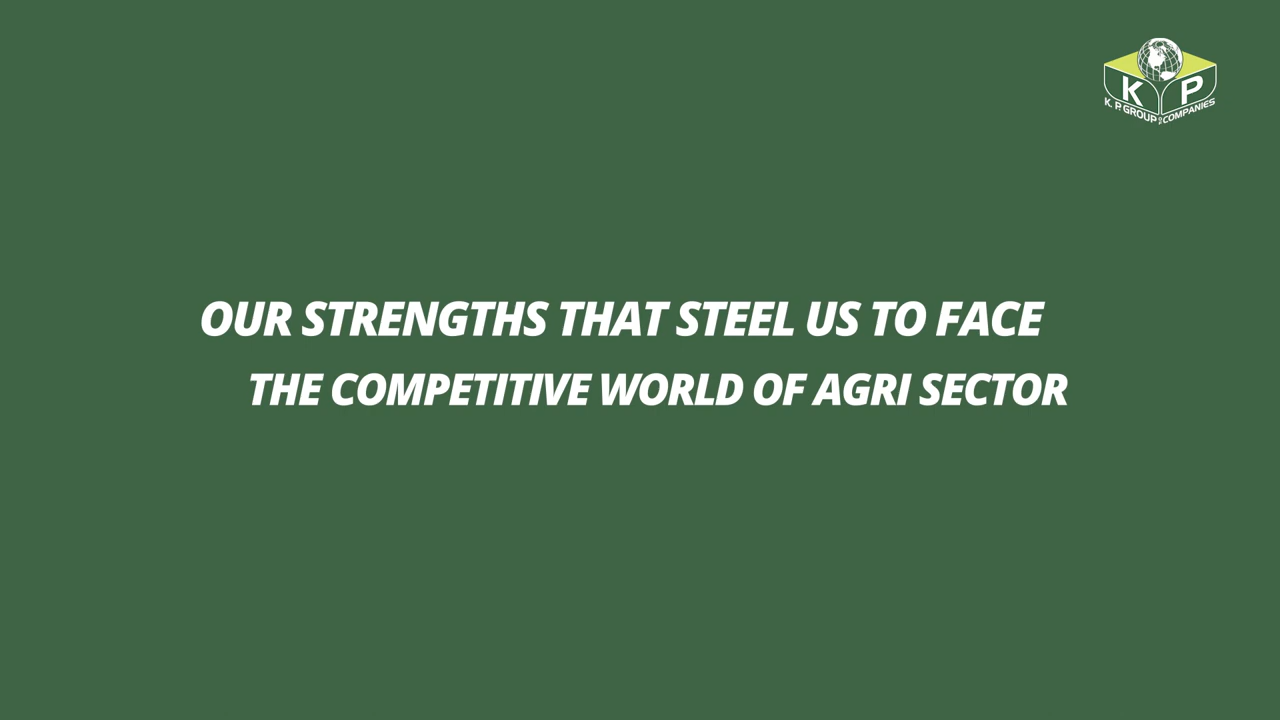 K P
K. P. GROUP OF COMPANIES
OUR STRENGTHS THAT STEEL US TO FACE
THE COMPETITIVE WORLD OF AGRI SECTOR